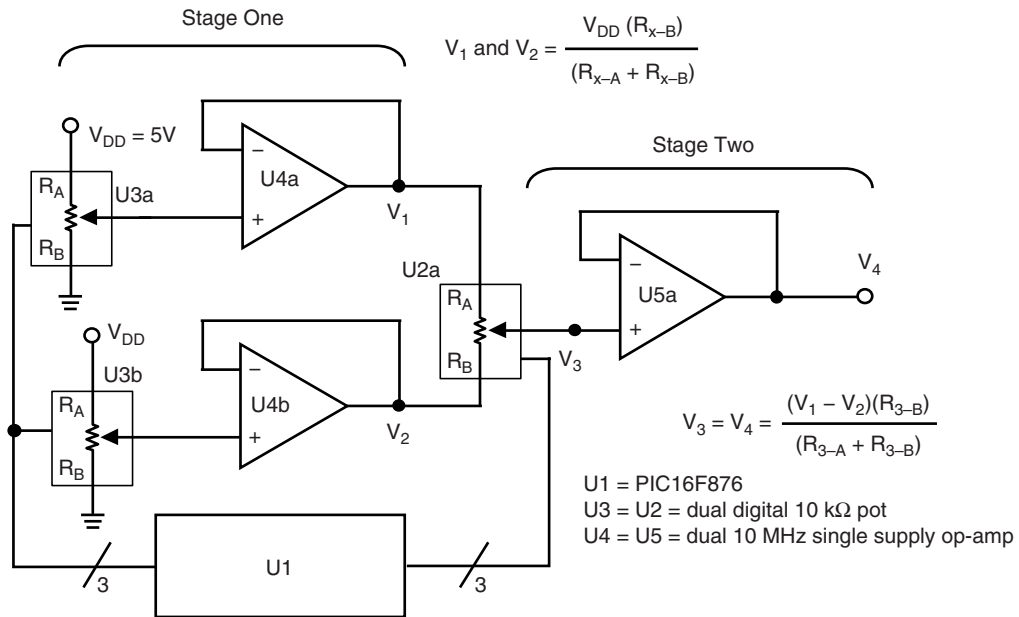 Stage One
V1 and V2 = VDD (Rx–B) / (Rx–A + Rx–B)
VDD = 5V
RA
U3a
RB
−
U4a
+
V1
Stage Two
U2a
RA
RB
V3
−
U5a
+
V4
VDD
U3b
RA
RB
−
U4b
+
V2
V3 = V4 = (V1 – V2)(R3–B) / (R3–A + R3–B)
U1 = PIC16F876
U3 = U2 = dual digital 10 kΩ pot
U4 = U5 = dual 10 MHz single supply op-amp
3
U1
3